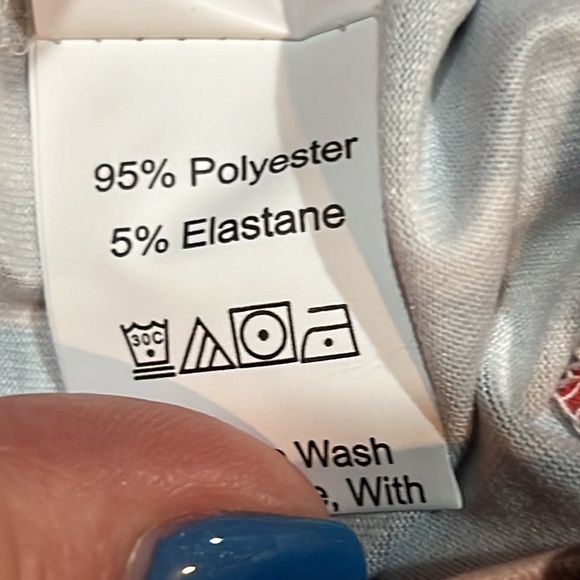 95% Polyester
5% Elastane
30C
Wash
, With